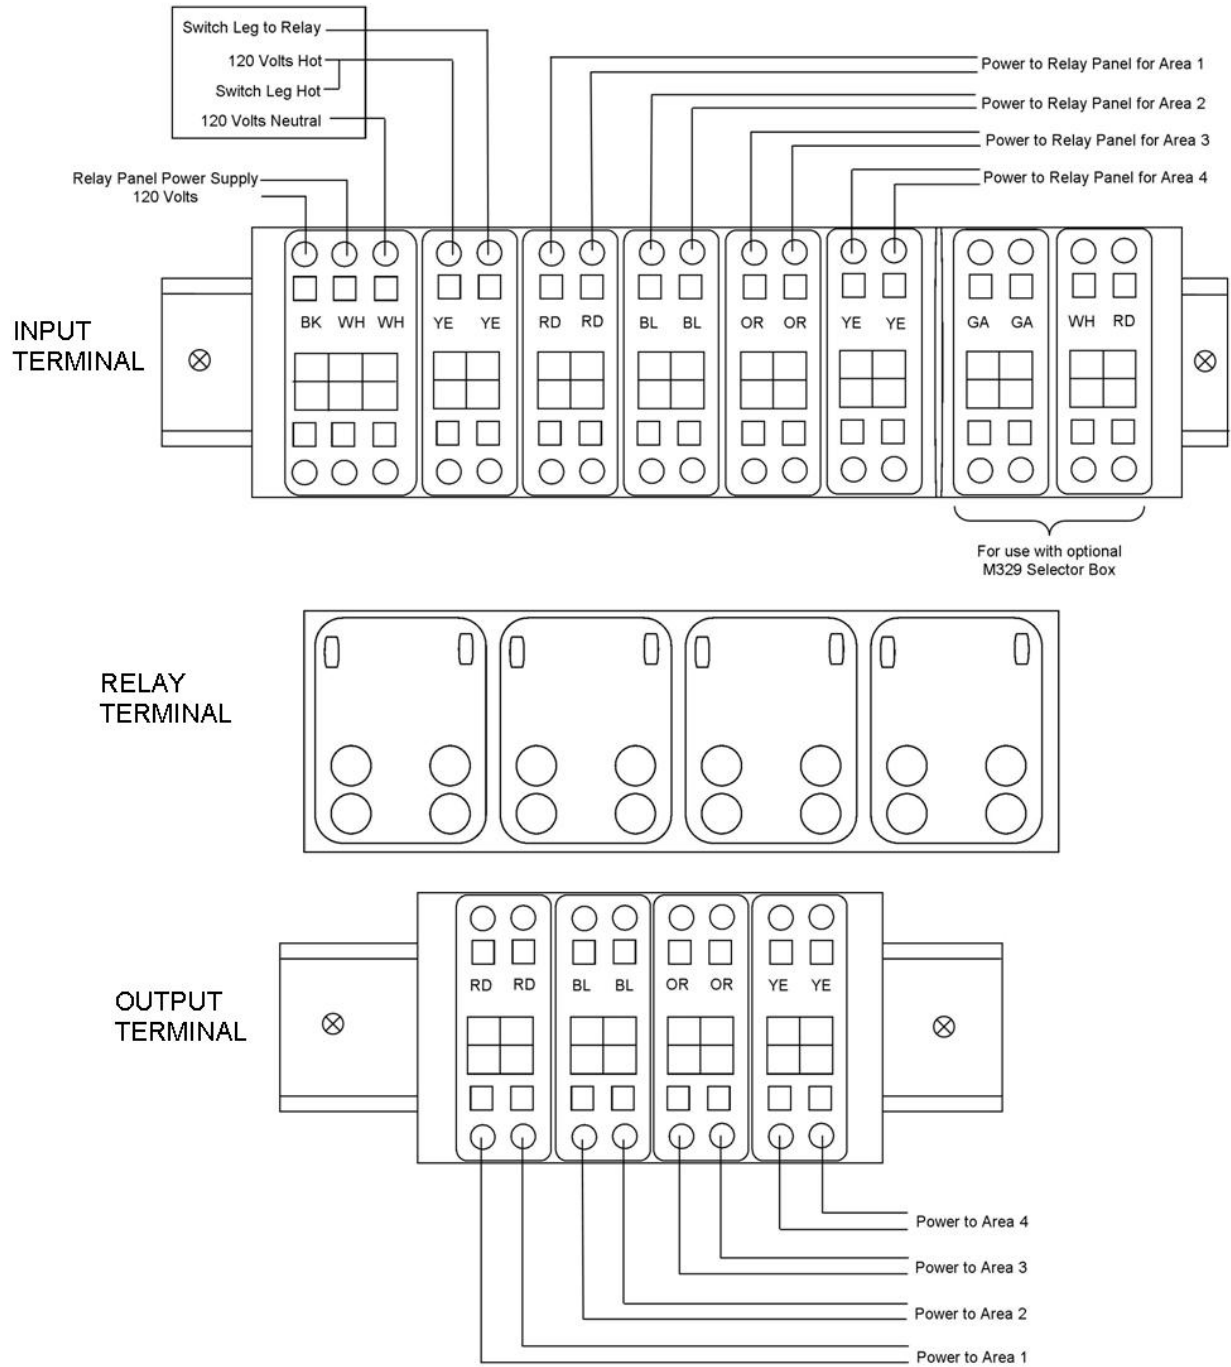 Switch Leg to Relay
120 Volts Hot
Switch Leg Hot
120 Volts Neutral
Relay Panel Power Supply
120 Volts
Power to Relay Panel for Area 1
Power to Relay Panel for Area 2
Power to Relay Panel for Area 3
Power to Relay Panel for Area 4
INPUT
TERMINAL
BK WH WH YE YE RD RD BL BL OR OR YE YE GA GA WH RD
For use with optional
M329 Selector Box
RELAY
TERMINAL
OUTPUT
TERMINAL
RD RD BL BL OR OR YE YE
Power to Area 4
Power to Area 3
Power to Area 2
Power to Area 1